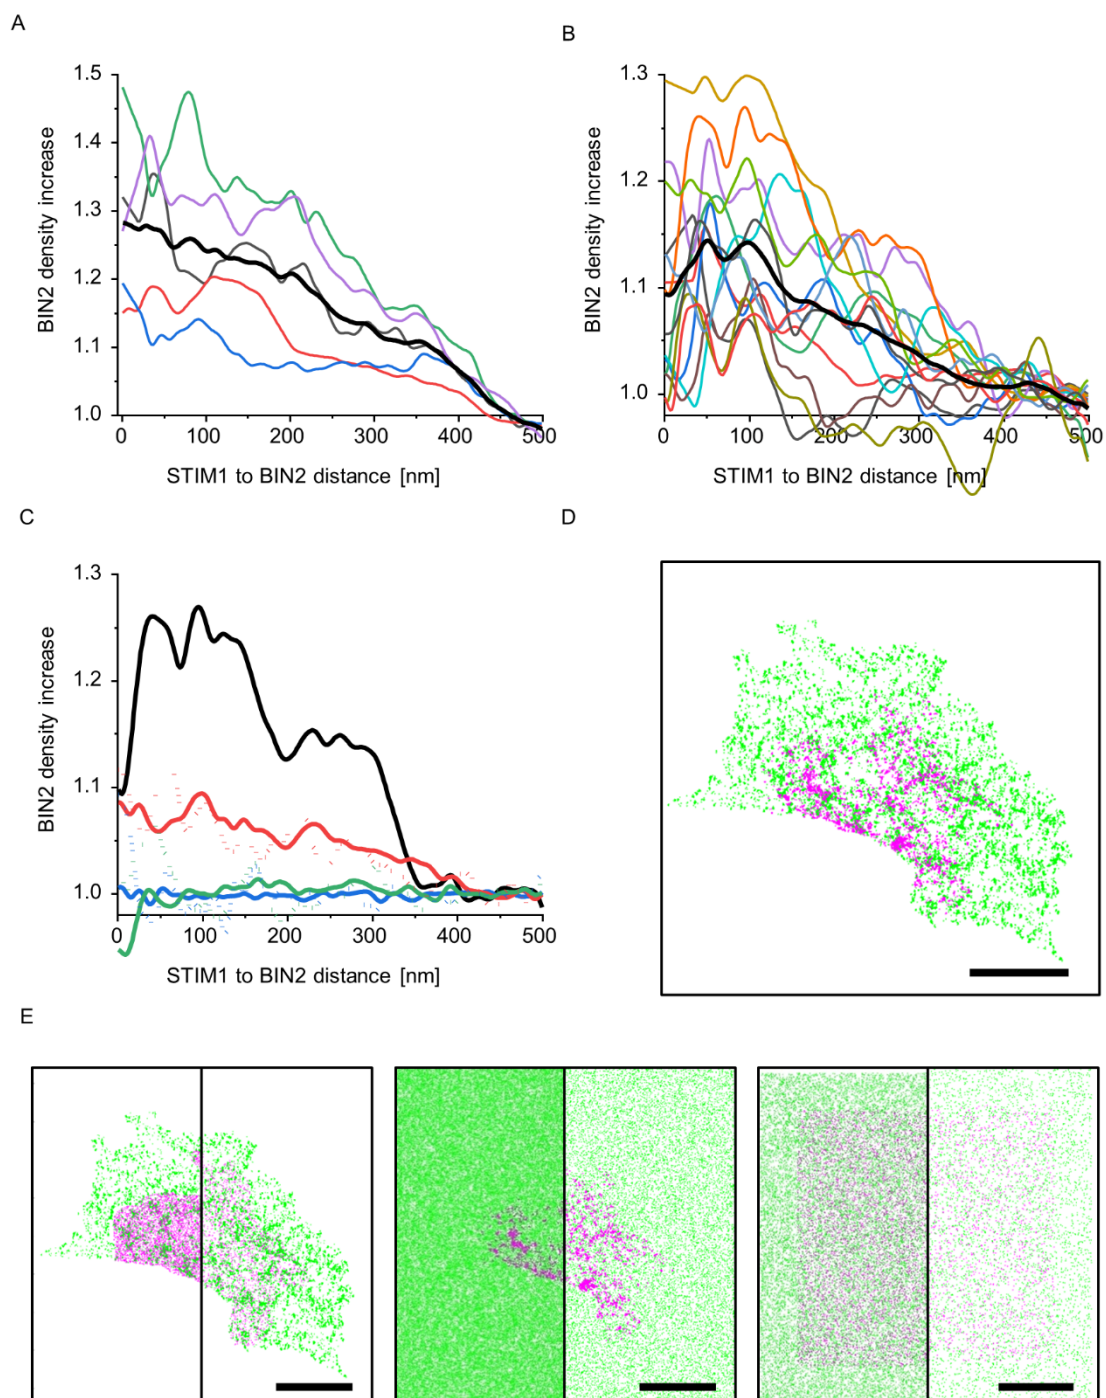 A
BIN2 density increase
1.5
1.4
1.3
1.2
1.1
1.0
0 100 200 300 400 500
STIM1 to BIN2 distance [nm]
B
BIN2 density increase
1.3
1.2
1.1
1.0
0 100 200 300 400 500
STIM1 to BIN2 distance [nm]
C
BIN2 density increase
1.3
1.2
1.1
1.0
0 100 200 300 400 500
STIM1 to BIN2 distance [nm]
D
E